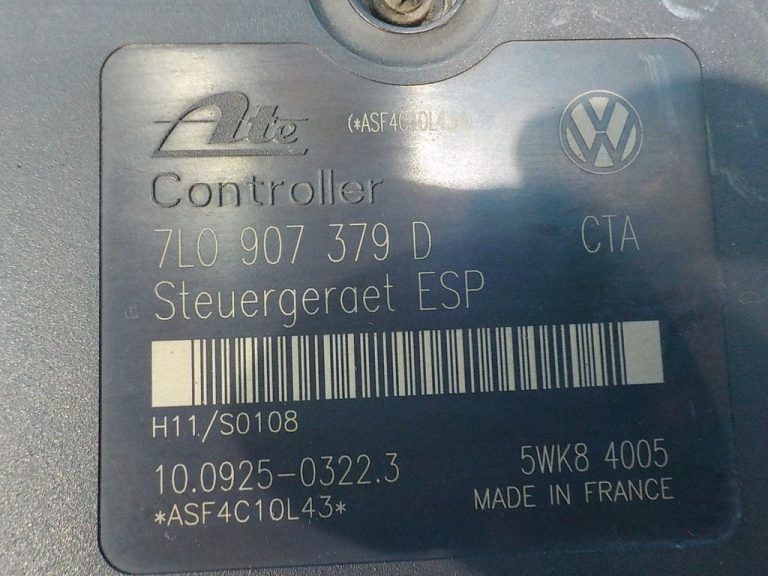 Ate (*ASF4C10L43*)
Controller
7L0 907 379 D CTA
Steuergeraet ESP
H11/S0108
10.0925-0322.3 5WK8 4005
*ASF4C10L43* MADE IN FRANCE